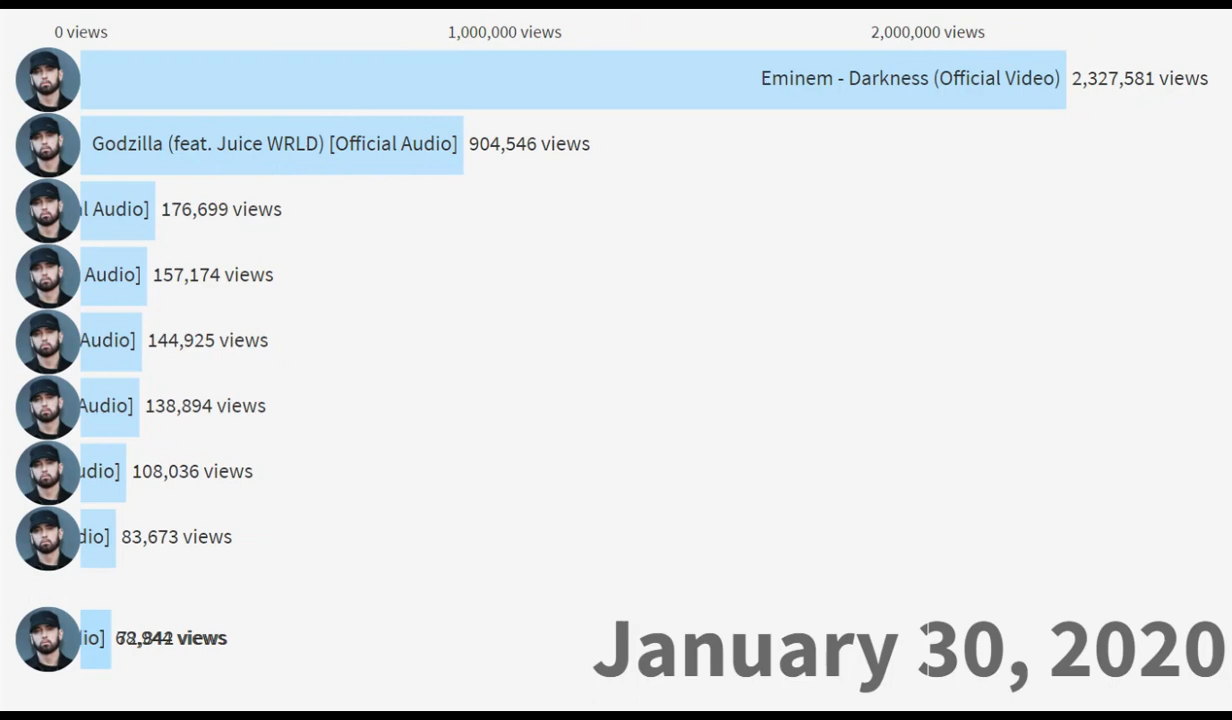 0 views 1,000,000 views 2,000,000 views
Eminem - Darkness (Official Video) 2,327,581 views
Godzilla (feat. Juice WRLD) [Official Audio] 904,546 views
l Audio] 176,699 views
Audio] 157,174 views
Audio] 144,925 views
Audio] 138,894 views
udio] 108,036 views
dio] 83,673 views
io] views
January 30, 2020